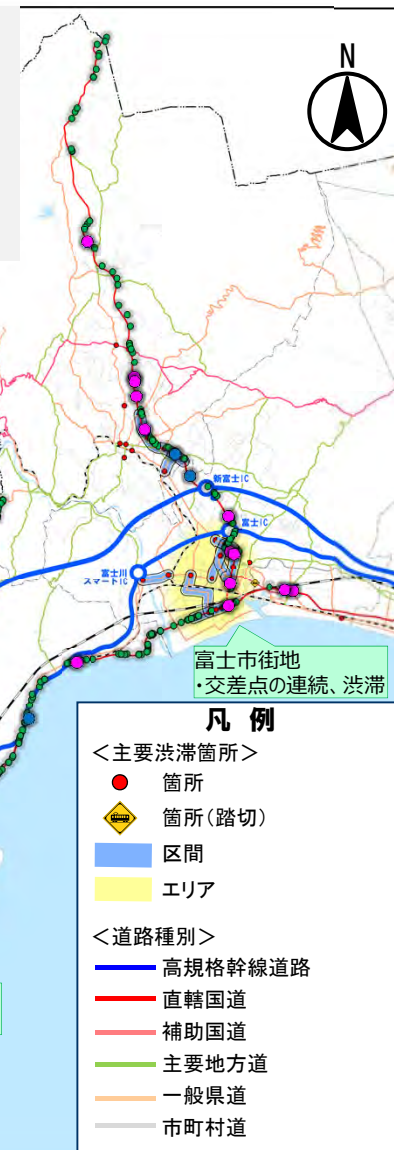 N
新富士IC
富士IC
富士川
スマートIC
富士市街地
・交差点の連続、渋滞
凡 例
＜主要渋滞箇所＞
箇所
箇所（踏切）
区間
エリア
＜道路種別＞
高規格幹線道路
直轄国道
補助国道
主要地方道
一般県道
市町村道